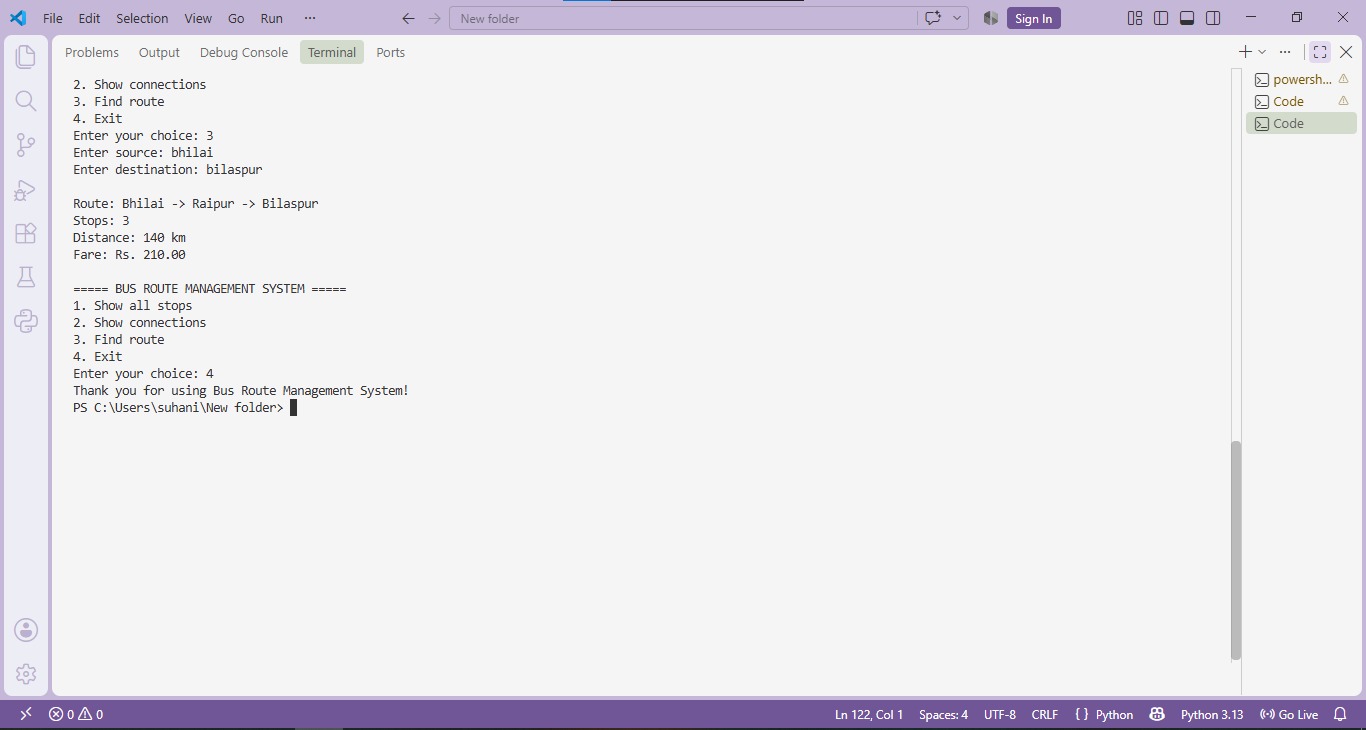 File Edit Selection View Go Run ··· New folder Sign In
Problems Output Debug Console Terminal Ports
2. Show connections
3. Find route
4. Exit
Enter your choice: 3
Enter source: bhilai
Enter destination: bilaspur
Route: Bhilai -> Raipur -> Bilaspur
Stops: 3
Distance: 140 km
Fare: Rs. 210.00
===== BUS ROUTE MANAGEMENT SYSTEM =====
1. Show all stops
2. Show connections
3. Find route
4. Exit
Enter your choice: 4
Thank you for using Bus Route Management System!
PS C:\Users\suhani\New folder>
powersh...
Code
Code
0 0 Ln 122, Col 1 Spaces: 4 UTF-8 CRLF { } Python Python 3.13 Go Live